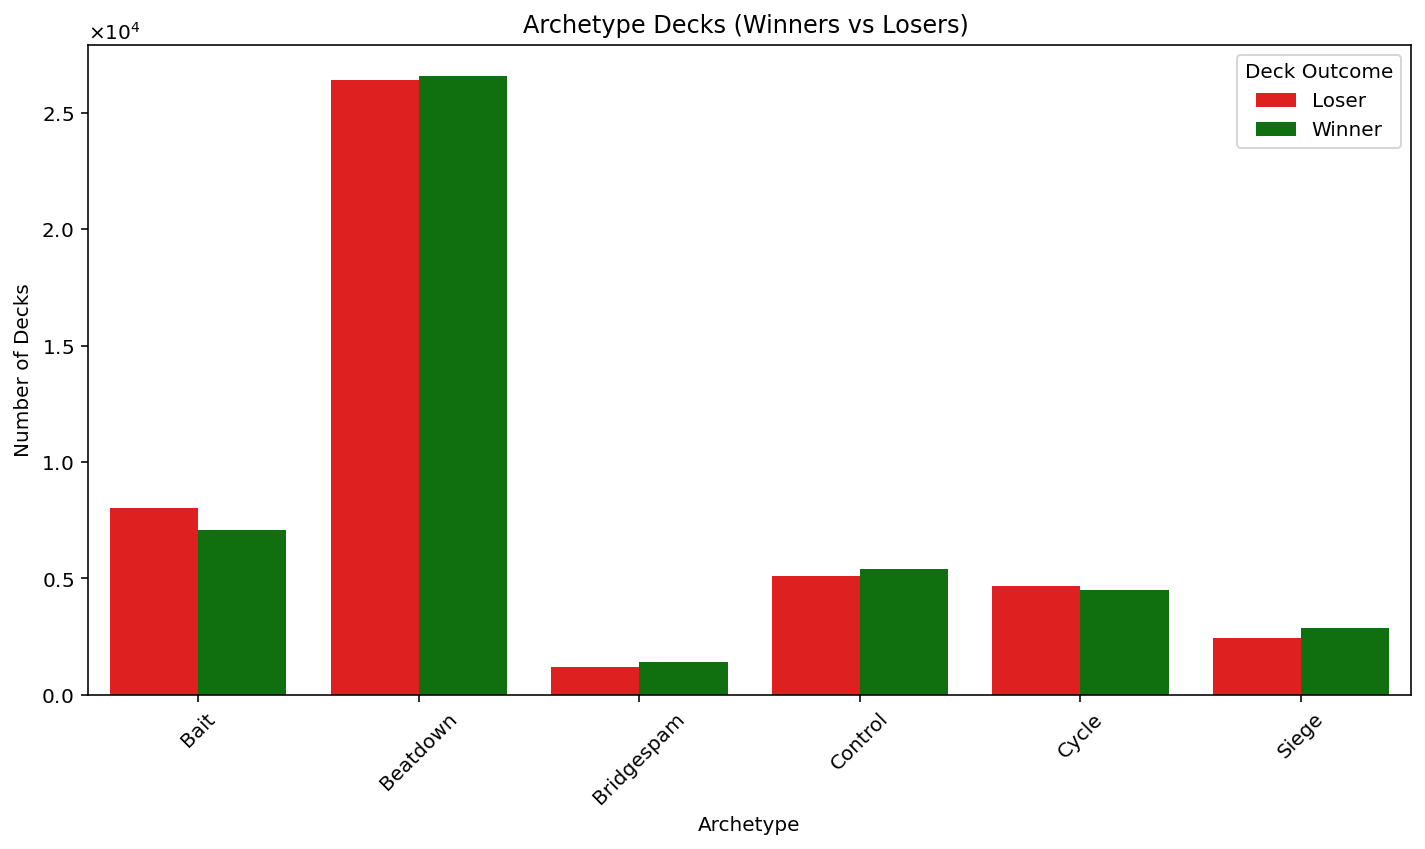 Archetype Decks (Winners vs Losers)
×10⁴
Deck Outcome
Loser
Winner
2.5
2.0
1.5
1.0
0.5
0.0
Number of Decks
Bait
Beatdown
Bridgespam
Control
Cycle
Siege
Archetype